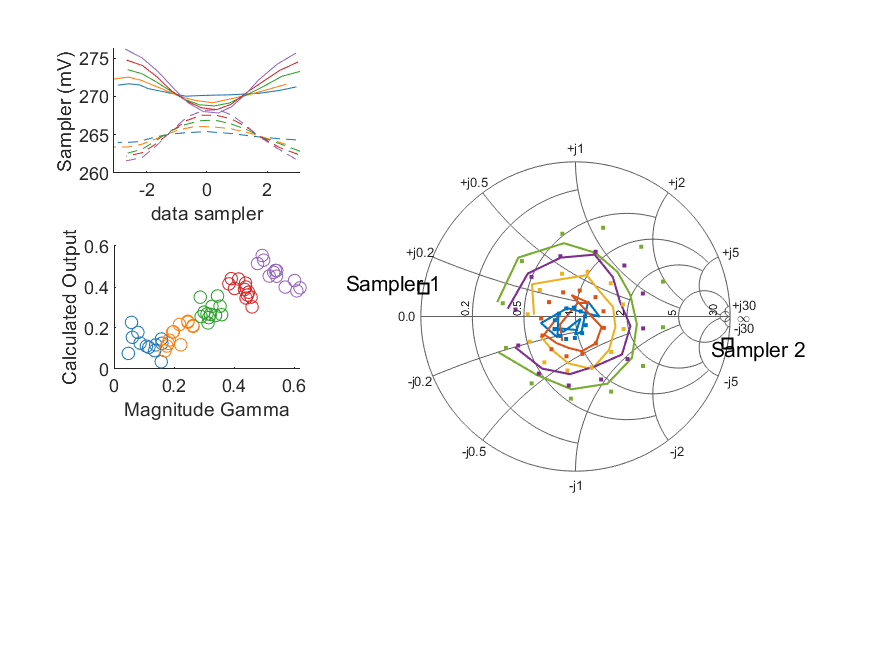 275
270
265
260
Sampler (mV)
-2 0 2
data sampler
0.6
0.4
0.2
0
Calculated Output
0 0.2 0.4 0.6
Magnitude Gamma
+j1
+j0.5 +j2
+j0.2 +j5
Sampler 1
0.0 0.2 0.5 1 2 5 30 ∞
+j30
-j30
Sampler 2
-j0.2 -j5
-j0.5 -j2
-j1